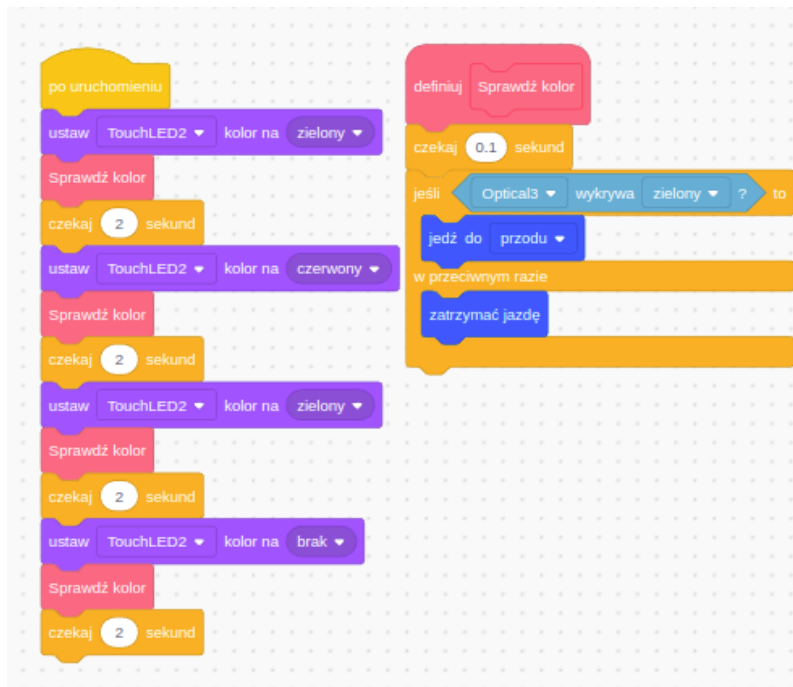 po uruchomieniu
ustaw TouchLED2 kolor na zielony
Sprawdź kolor
czekaj 2 sekund
ustaw TouchLED2 kolor na czerwony
Sprawdź kolor
czekaj 2 sekund
ustaw TouchLED2 kolor na zielony
Sprawdź kolor
czekaj 2 sekund
ustaw TouchLED2 kolor na brak
Sprawdź kolor
czekaj 2 sekund
definiuj Sprawdź kolor
czekaj 0.1 sekund
jeśli Optical3 wykrywa zielony ? to
jedź do przodu
w przeciwnym razie
zatrzymać jazdę